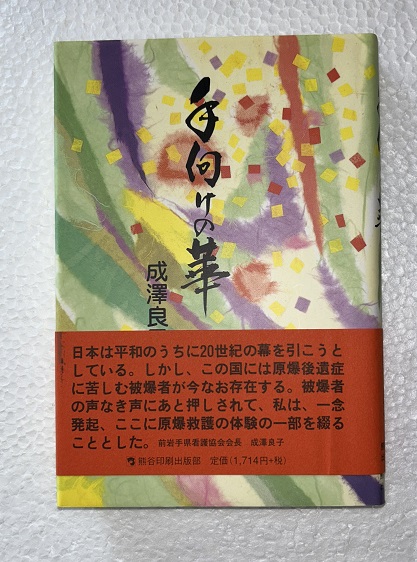 手向けの華
成澤良
日本は平和のうちに20世紀の幕を引こうと
している。しかし、この国には原爆後遺症
に苦しむ被爆者が今なお存在する。被爆者
の声なき声にあと押しされて、私は、一念
発起、ここに原爆救護の体験の一部を綴る
こととした。 前岩手県看護協会会長 成澤良子
熊谷印刷出版部 定価(1,714円+税)